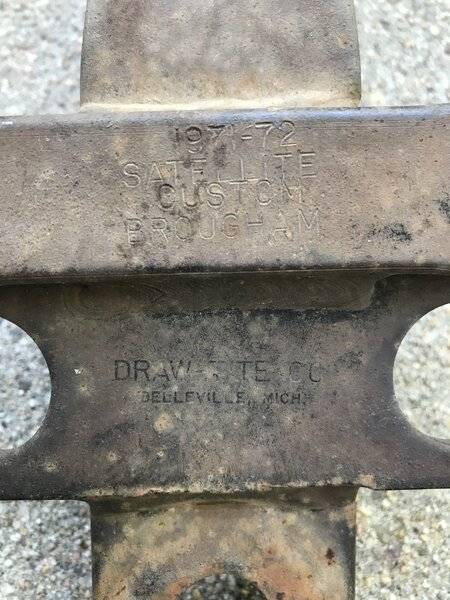 1971-72
SATELLITE
CUSTOM
BROUGHAM
DRAW-TITE CO
BELLEVILLE, MICH.